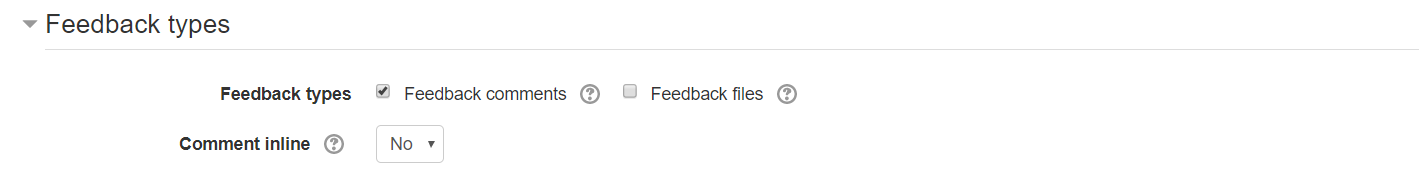 Feedback types
Feedback types Feedback comments ? Feedback files ?
Comment inline ? No